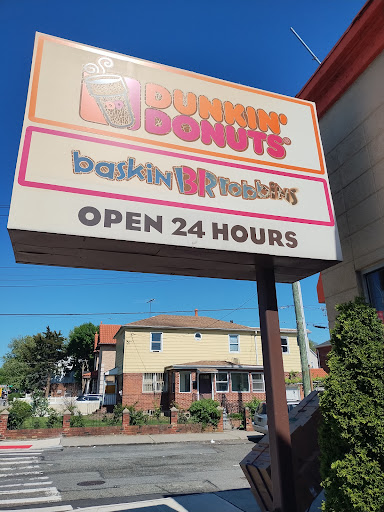 DUNKIN'
DONUTS
baskin BR robbins
OPEN 24 HOURS